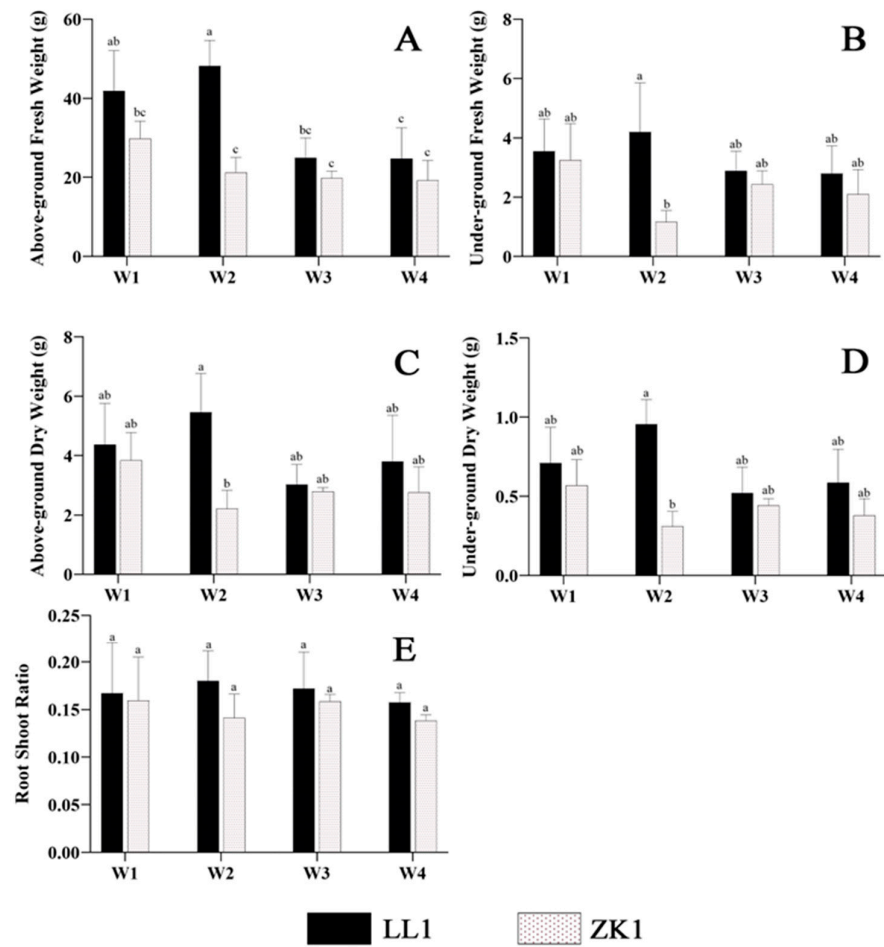 Above-ground Fresh Weight (g)
60
40
20
0
A
ab
bc
a
c
bc
c
c
c
W1 W2 W3 W4
Under-ground Fresh Weight (g)
8
6
4
2
0
B
ab
ab
a
b
ab
ab
ab
ab
W1 W2 W3 W4
Above-ground Dry Weight (g)
8
6
4
2
0
C
ab
ab
a
b
ab
ab
ab
ab
W1 W2 W3 W4
Under-ground Dry Weight (g)
1.5
1.0
0.5
0.0
D
ab
ab
a
b
ab
ab
ab
ab
W1 W2 W3 W4
Root Shoot Ratio
0.25
0.20
0.15
0.10
0.05
0.00
E
a
a
a
a
a
a
a
a
W1 W2 W3 W4
LL1 ZK1